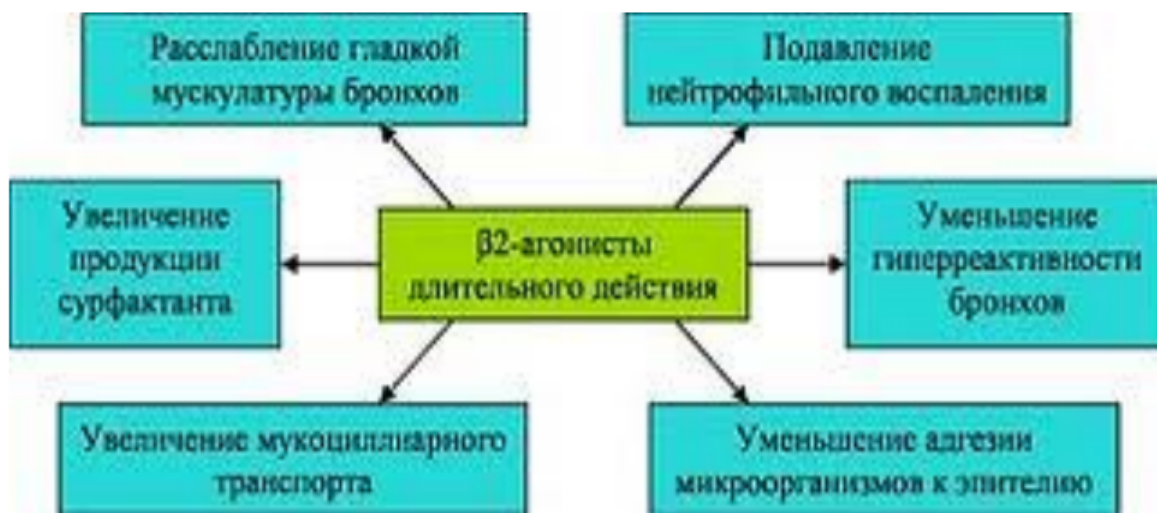 Расслабление гладкой
мускулатуры бронхов
Подавление
нейтрофильного воспаления
Увеличение
продукции
сурфактанта
β2-агонисты
длительного действия
Уменьшение
гиперреактивности
бронхов
Увеличение мукоциллиарного
транспорта
Уменьшение адгезии
микроорганизмов к эпителию